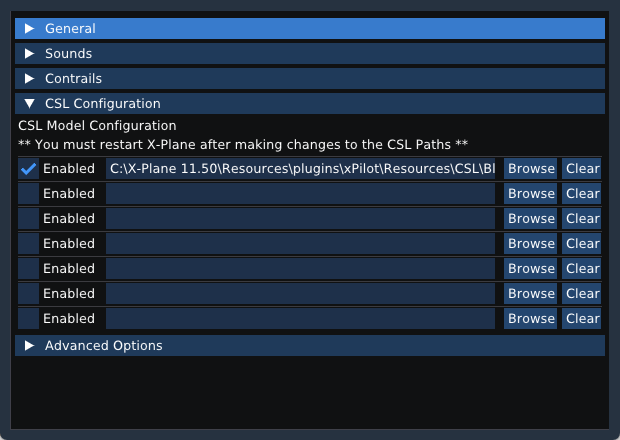 General
Sounds
Contrails
CSL Configuration
CSL Model Configuration
** You must restart X-Plane after making changes to the CSL Paths **
Enabled C:\X-Plane 11.50\Resources\plugins\xPilot\Resources\CSL\Bl Browse Clear
Enabled Browse Clear
Enabled Browse Clear
Enabled Browse Clear
Enabled Browse Clear
Enabled Browse Clear
Enabled Browse Clear
Advanced Options